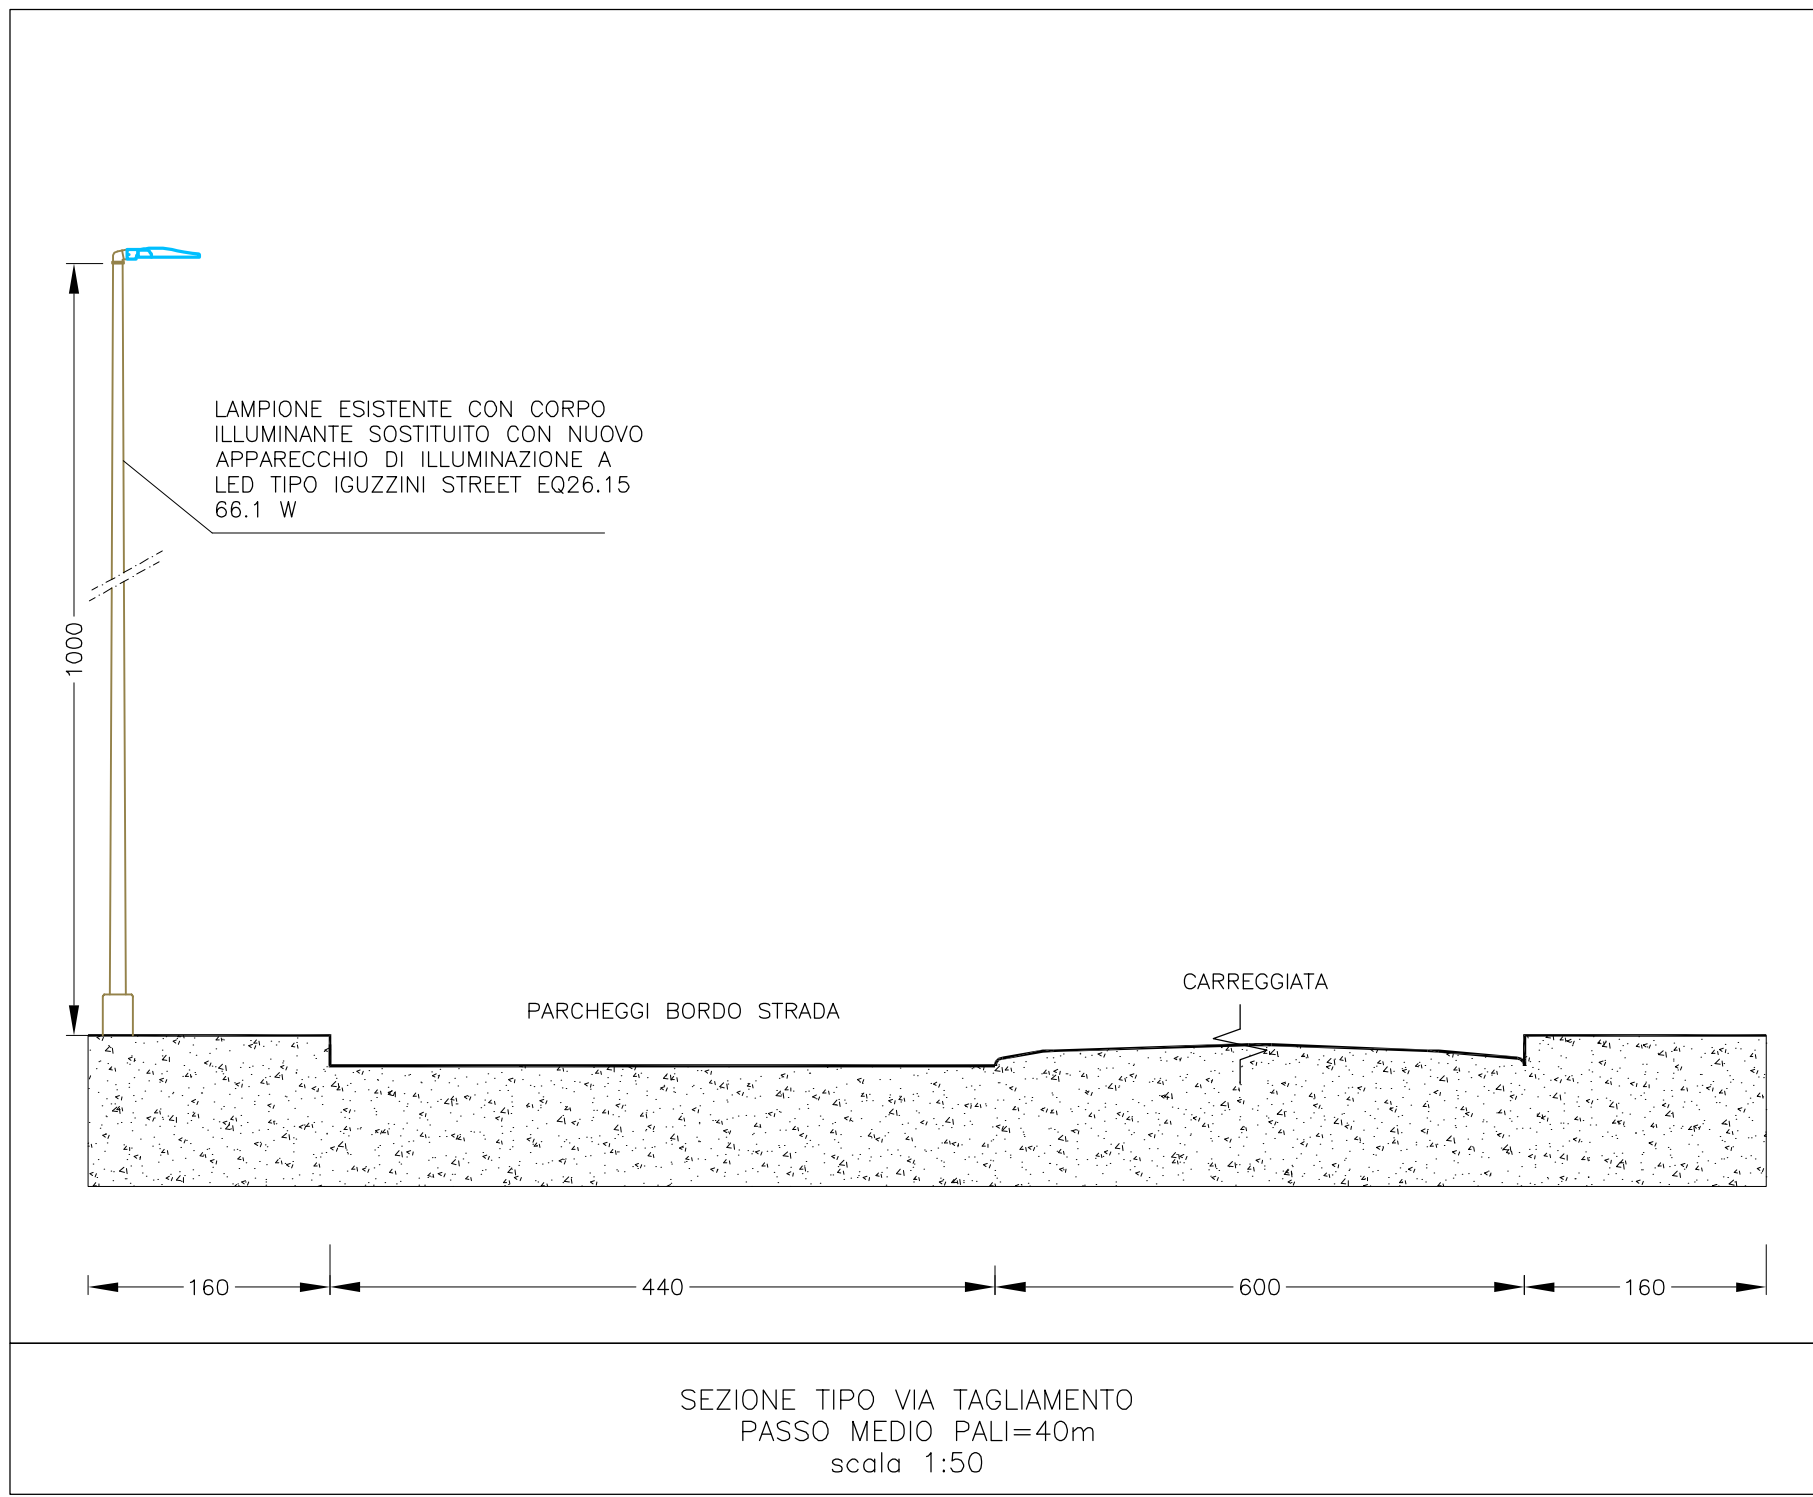 LAMPIONE ESISTENTE CON CORPO
ILLUMINANTE SOSTITUITO CON NUOVO
APPARECCHIO DI ILLUMINAZIONE A
LED TIPO IGUZZINI STREET EQ26.15
66.1 W
1000
PARCHEGGI BORDO STRADA
CARREGGIATA
160
440
600
160
SEZIONE TIPO VIA TAGLIAMENTO
PASSO MEDIO PALI=40m
scala 1:50